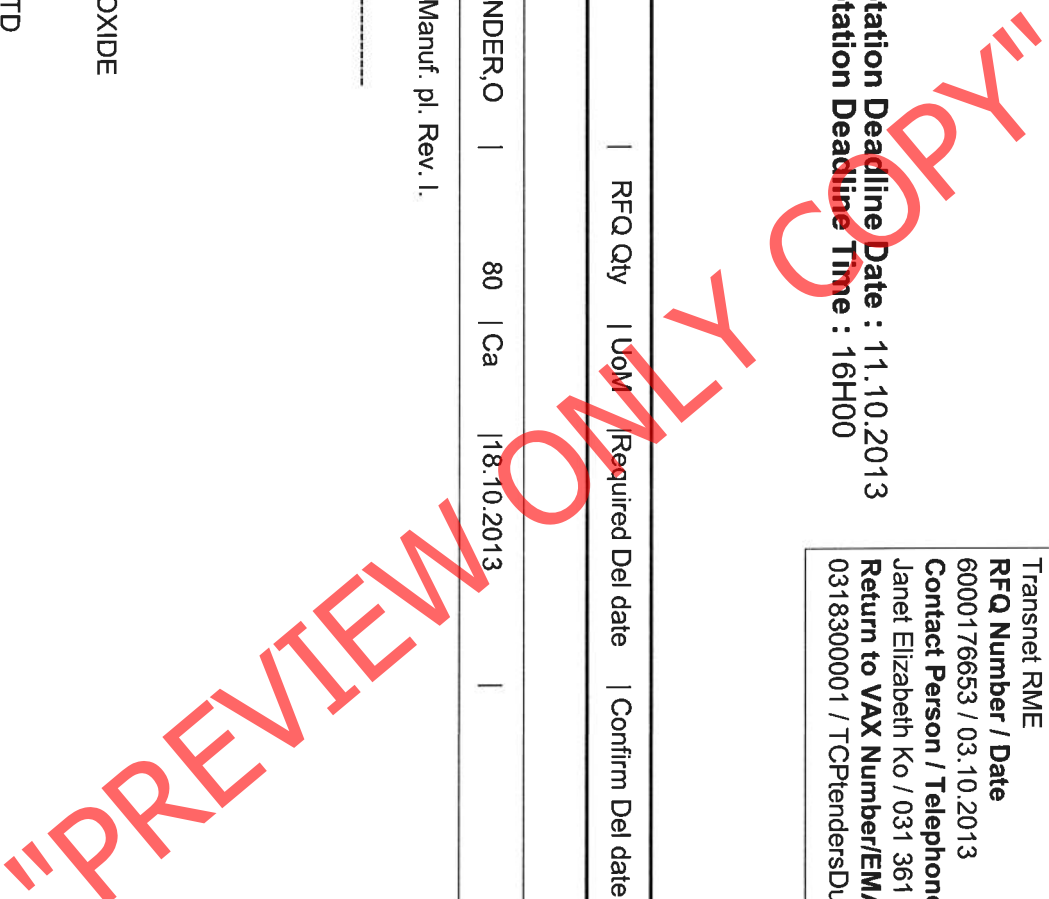 Transnet RME
RFQ Number / Date
6000176653 / 03.10.2013
Contact Person / Telephone
Janet Elizabeth Ko / 031 361
Return to VAX Number/EMA
0318300001 / TCPtendersDu
tation Deadline Date : 11.10.2013
tation Deadline Time : 16H00
| RFQ Qty | UoM |Required Del date | Confirm Del date
NDER,O | 80 | Ca |18.10.2013 |
Manuf. pl. Rev. l.
------------
OXIDE
TD
"PREVIEW ONLY COPY"